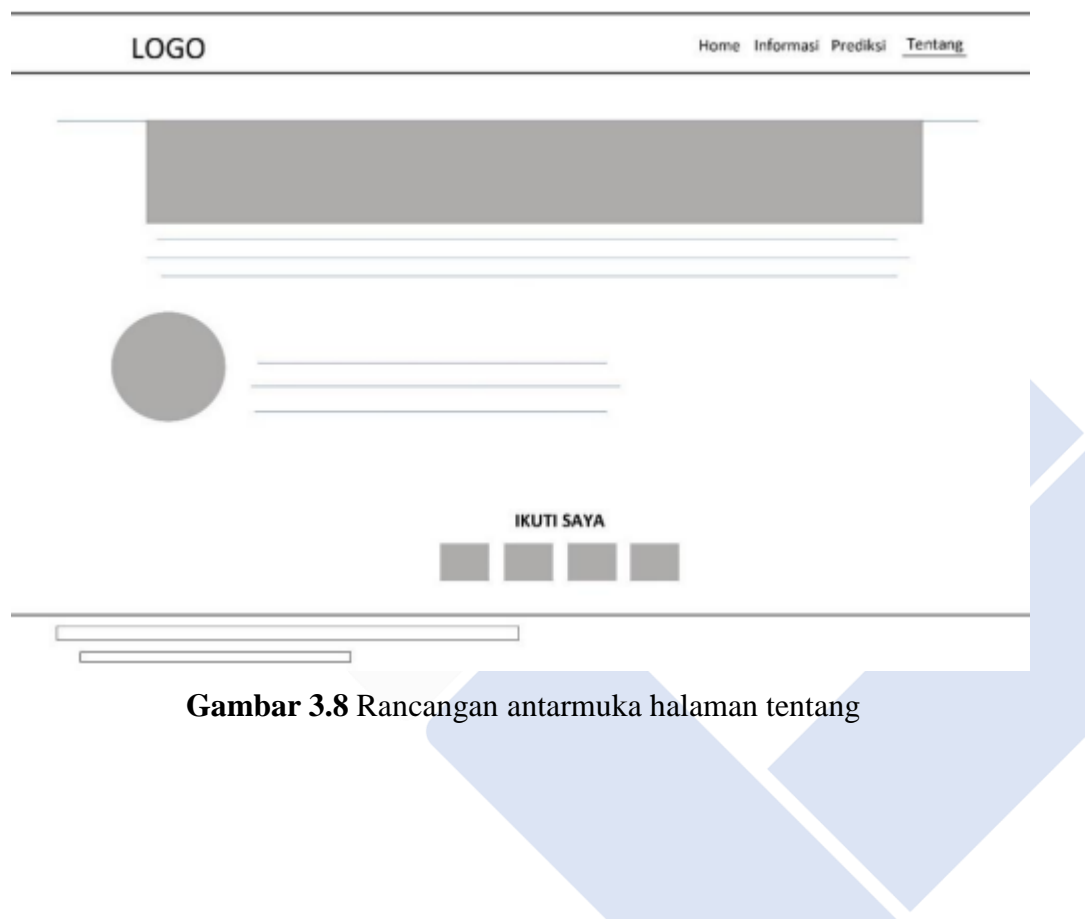 LOGO
Home Informasi Prediksi Tentang
IKUTI SAYA
Gambar 3.8 Rancangan antarmuka halaman tentang